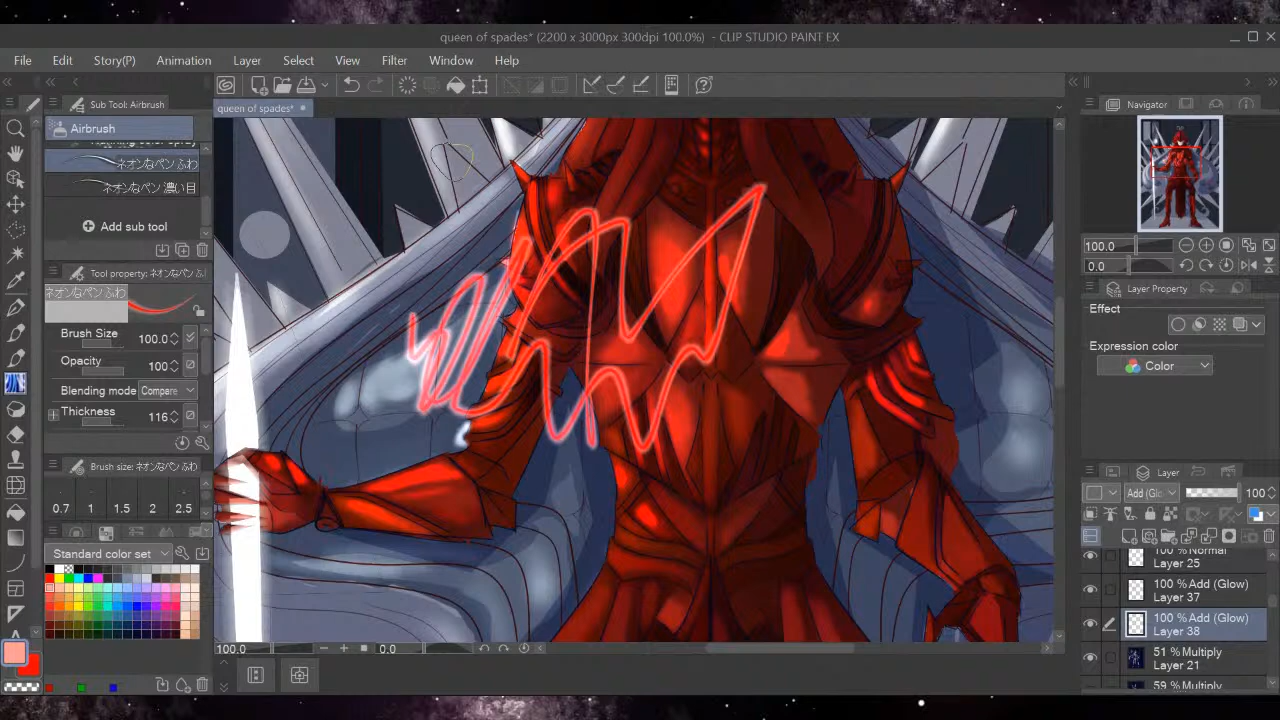 queen of spades* (2200 x 3000px 300dpi 100.0%) - CLIP STUDIO PAINT EX
File Edit Story(P) Animation Layer Select View Filter Window Help
Sub Tool: Airbrush
queen of spades*
Navigator
Airbrush
ネオンなペン ふわ
ネオンなペン 濃い目
Add sub tool
Tool property: ネオンなペン ふわ
ネオンなペン ふわ
Brush Size 100.0
Opacity 100
Blending mode Compare
Thickness 116
Brush size: ネオンなペン ふわ
0.7 1 1.5 2 2.5
Standard color set
100.0
0.0
100.0
0.0
Layer Property
Effect
Expression color
Color
Layer
Add (Glo 100
100 % Normal
Layer 25
100 % Add (Glow)
Layer 37
100 % Add (Glow)
Layer 38
51 % Multiply
Layer 21
59 % Multiply